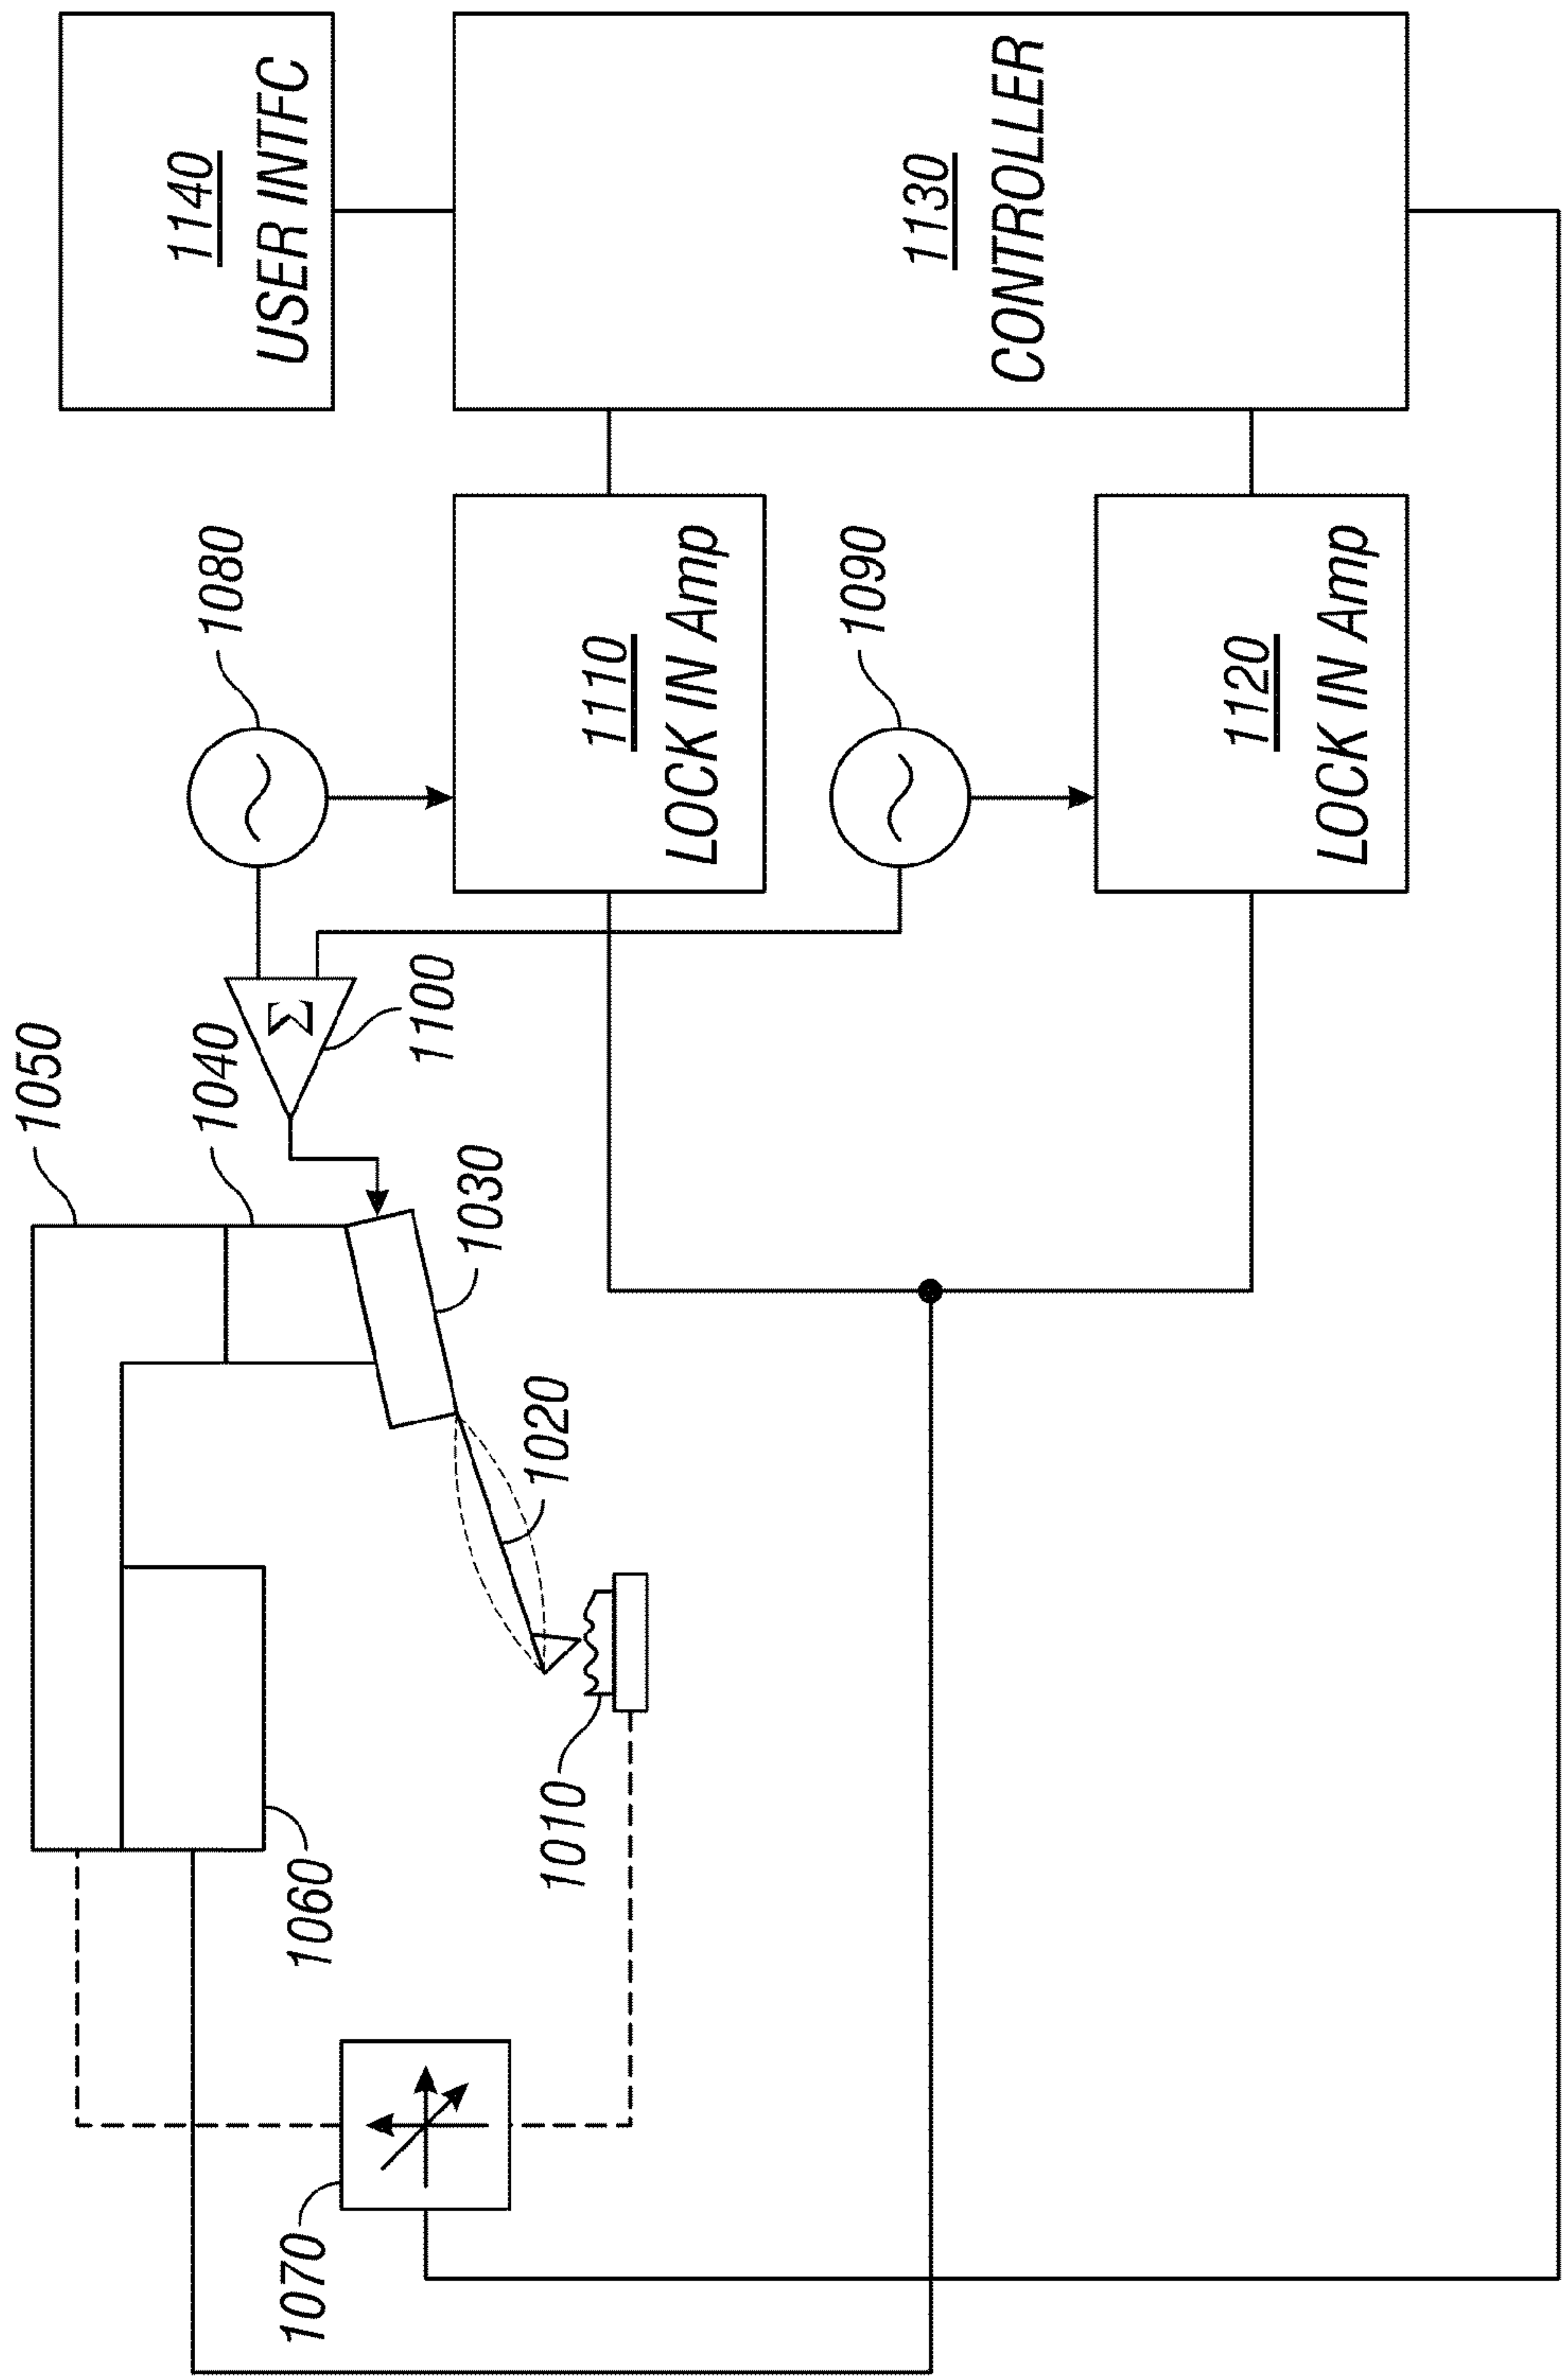 1050
1040
1080
1140
USER INTFC
Σ
1070
1060
1100
1030
1020
1010
1110
LOCK IN Amp
1090
1130
CONTROLLER
1120
LOCK IN Amp